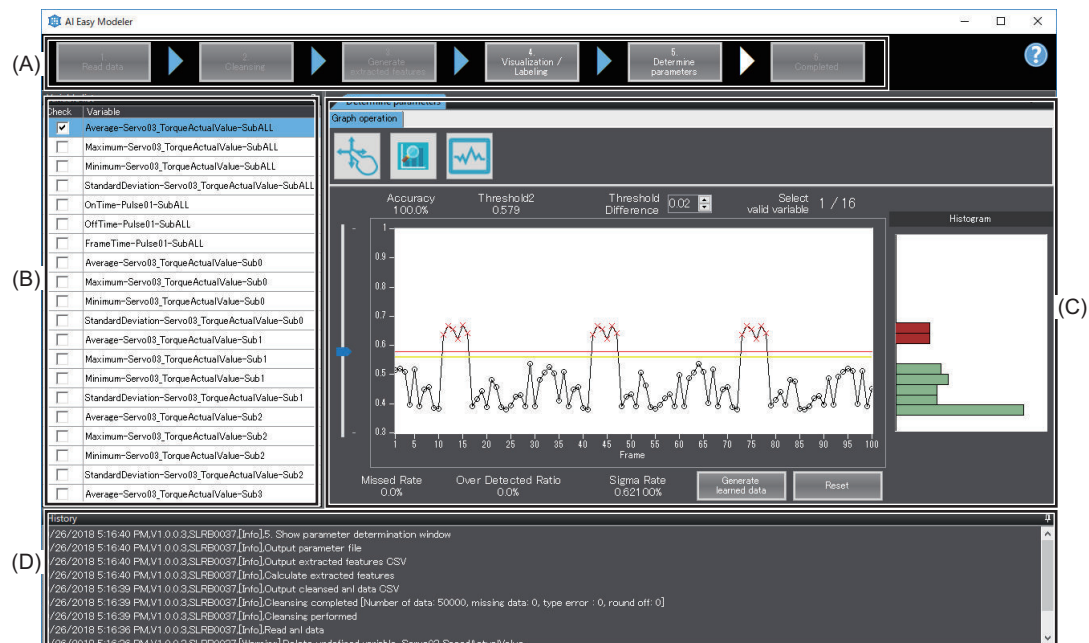 AI Easy Modeler
(A)
1. Read data
2. Cleansing
3. Generate extracted features
4. Visualization / Labeling
5. Determine parameters
6. Completed
?
(B)
Check Variable
Average-Servo03_TorqueActualValue-SubALL
Maximum-Servo03_TorqueActualValue-SubALL
Minimum-Servo03_TorqueActualValue-SubALL
StandardDeviation-Servo03_TorqueActualValue-SubALL
OnTime-Pulse01-SubALL
OffTime-Pulse01-SubALL
FrameTime-Pulse01-SubALL
Average-Servo03_TorqueActualValue-Sub0
Maximum-Servo03_TorqueActualValue-Sub0
Minimum-Servo03_TorqueActualValue-Sub0
StandardDeviation-Servo03_TorqueActualValue-Sub0
Average-Servo03_TorqueActualValue-Sub1
Maximum-Servo03_TorqueActualValue-Sub1
Minimum-Servo03_TorqueActualValue-Sub1
StandardDeviation-Servo03_TorqueActualValue-Sub1
Average-Servo03_TorqueActualValue-Sub2
Maximum-Servo03_TorqueActualValue-Sub2
Minimum-Servo03_TorqueActualValue-Sub2
StandardDeviation-Servo03_TorqueActualValue-Sub2
Average-Servo03_TorqueActualValue-Sub3
(C)
Determine parameters
Graph operation
Accuracy 100.0%
Threshold2 0.579
Threshold Difference 0.02
Select valid variable 1 / 16
Histogram
1
0.9
0.8
0.7
0.6
0.5
0.4
0.3
1 5 10 15 20 25 30 35 40 45 50 55 60 65 70 75 80 85 90 95 100
Frame
Missed Rate 0.0%
Over Detected Ratio 0.0%
Sigma Rate 0.62100%
Generate learned data
Reset
(D)
History
/26/2018 5:16:40 PM,V1.0.0.3,SLRB0037,[Info],5. Show parameter determination window
/26/2018 5:16:40 PM,V1.0.0.3,SLRB0037,[Info],Output parameter file
/26/2018 5:16:40 PM,V1.0.0.3,SLRB0037,[Info],Output extracted features CSV
/26/2018 5:16:40 PM,V1.0.0.3,SLRB0037,[Info],Calculate extracted features
/26/2018 5:16:39 PM,V1.0.0.3,SLRB0037,[Info],Output cleansed anl data CSV
/26/2018 5:16:39 PM,V1.0.0.3,SLRB0037,[Info],Cleansing completed [Number of data: 50000, missing data: 0, type error : 0, round off: 0]
/26/2018 5:16:39 PM,V1.0.0.3,SLRB0037,[Info],Cleansing performed
/26/2018 5:16:36 PM,V1.0.0.3,SLRB0037,[Info],Read anl data